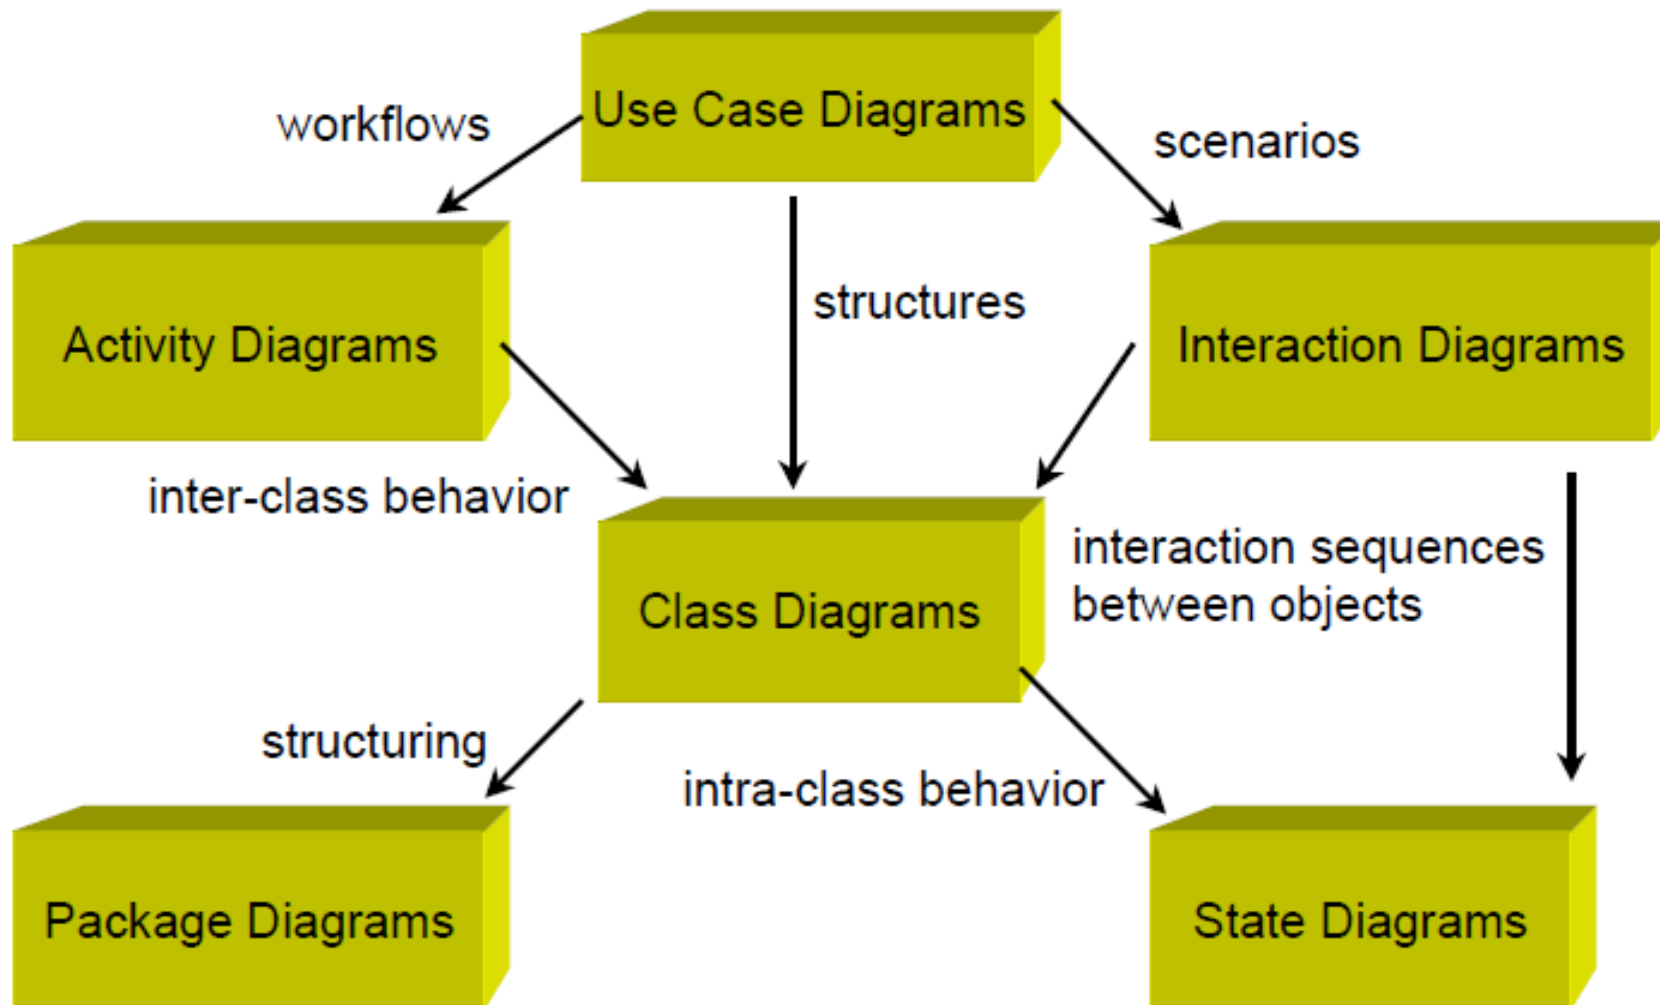 Use Case Diagrams
workflows
scenarios
structures
Activity Diagrams
Interaction Diagrams
inter-class behavior
interaction sequences
between objects
Class Diagrams
structuring
intra-class behavior
Package Diagrams
State Diagrams